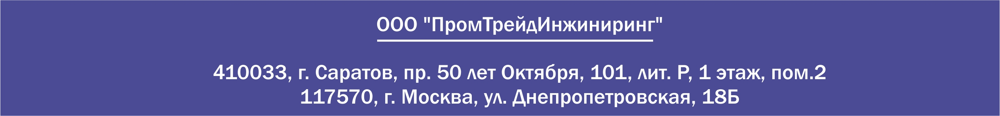 ООО "ПромТрейдИнжиниринг"
410033, г. Саратов, пр. 50 лет Октября, 101, лит. Р, 1 этаж, пом.2
117570, г. Москва, ул. Днепропетровская, 18Б